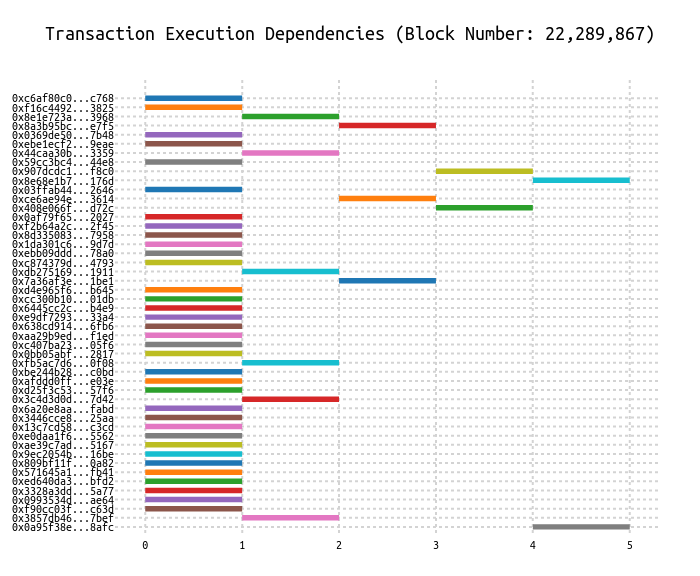 Transaction Execution Dependencies (Block Number: 22,289,867)
0xc6af80c0...c768
0xf16c4492...3825
0x8e1e723a...3968
0x8a3b95bc...e7f5
0x0369de50...7b48
0xebe1ecf2...9eae
0x44caa30b...3359
0x59cc3bc4...44e8
0x907dcdc1...f8c0
0x8e68e1b7...176d
0x03ffab44...2646
0xce6ae94e...3614
0x408e066f...d72c
0x0af79f65...2027
0xf2b64a2c...2f45
0x8d335083...7958
0x1da301c6...9d7d
0xebb09ddd...78a0
0xc874379d...4793
0xdb275169...1911
0x7a36af3e...1be1
0xd4e965f6...b645
0xcc300b10...01db
0x6445cc2c...b4e9
0xe9df7293...33a4
0x638cd914...6fb6
0xaa29b9ed...f1ed
0xc407ba23...05f6
0x0bb05abf...2817
0xfb5ac7d6...0f08
0xbe244b28...c0bd
0xafddd0ff...e03e
0xd25f3c53...57f6
0x3c4d3d0d...7d42
0x6a20e8aa...fabd
0x3446cce8...25aa
0x13c7cd58...c3cd
0xe0daa1f6...5562
0xae39c7ad...5167
0x9ec2054b...16be
0x809bf11f...0a82
0x571645a1...fb41
0xed640da3...bfd2
0x3328a3dd...5a77
0x0993534d...ae64
0xf90cc03f...c63d
0x3857db46...7bef
0x0a95f38e...8afc
0 1 2 3 4 5